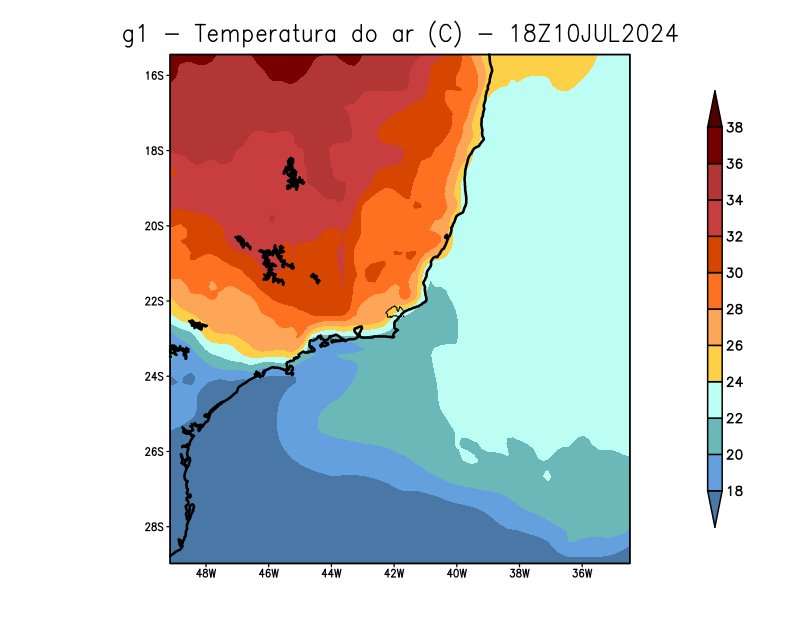 g1 - Temperatura do ar (C) - 18Z10JUL2024
16S
18S
20S
22S
24S
26S
28S
48W
46W
44W
42W
40W
38W
36W
38
36
34
32
30
28
26
24
22
20
18